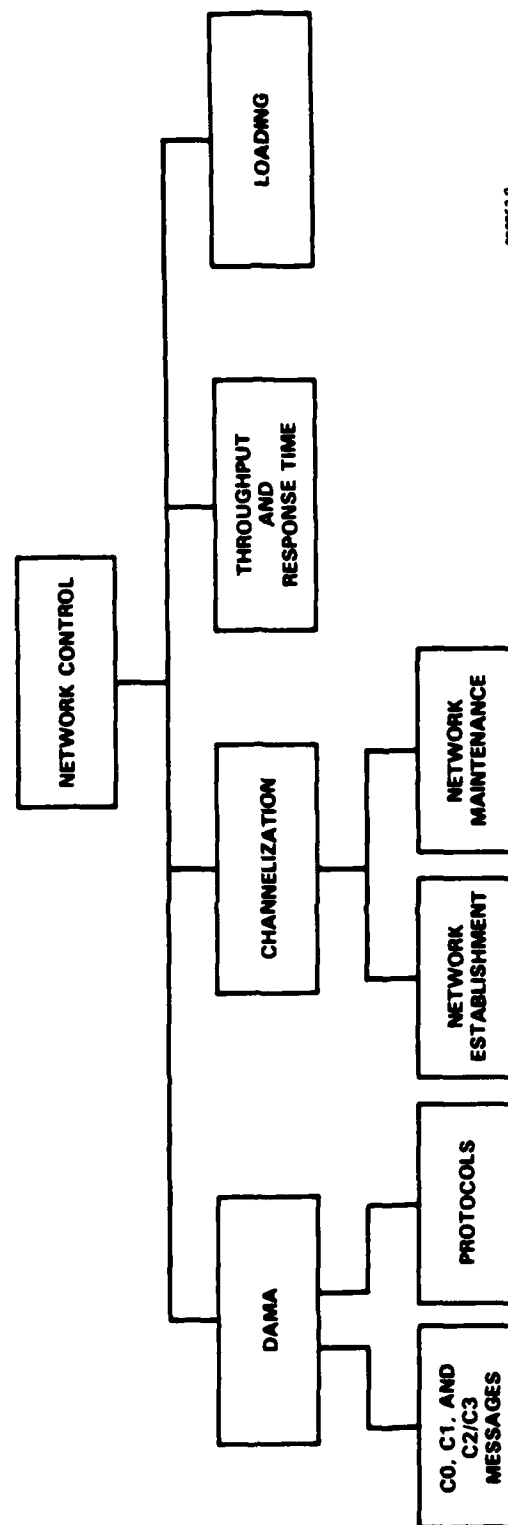 NETWORK CONTROL
DAMA
CHANNELIZATION
THROUGHPUT
AND
RESPONSE TIME
LOADING
C0, C1, AND
C2/C3
MESSAGES
PROTOCOLS
NETWORK
ESTABLISHMENT
NETWORK
MAINTENANCE